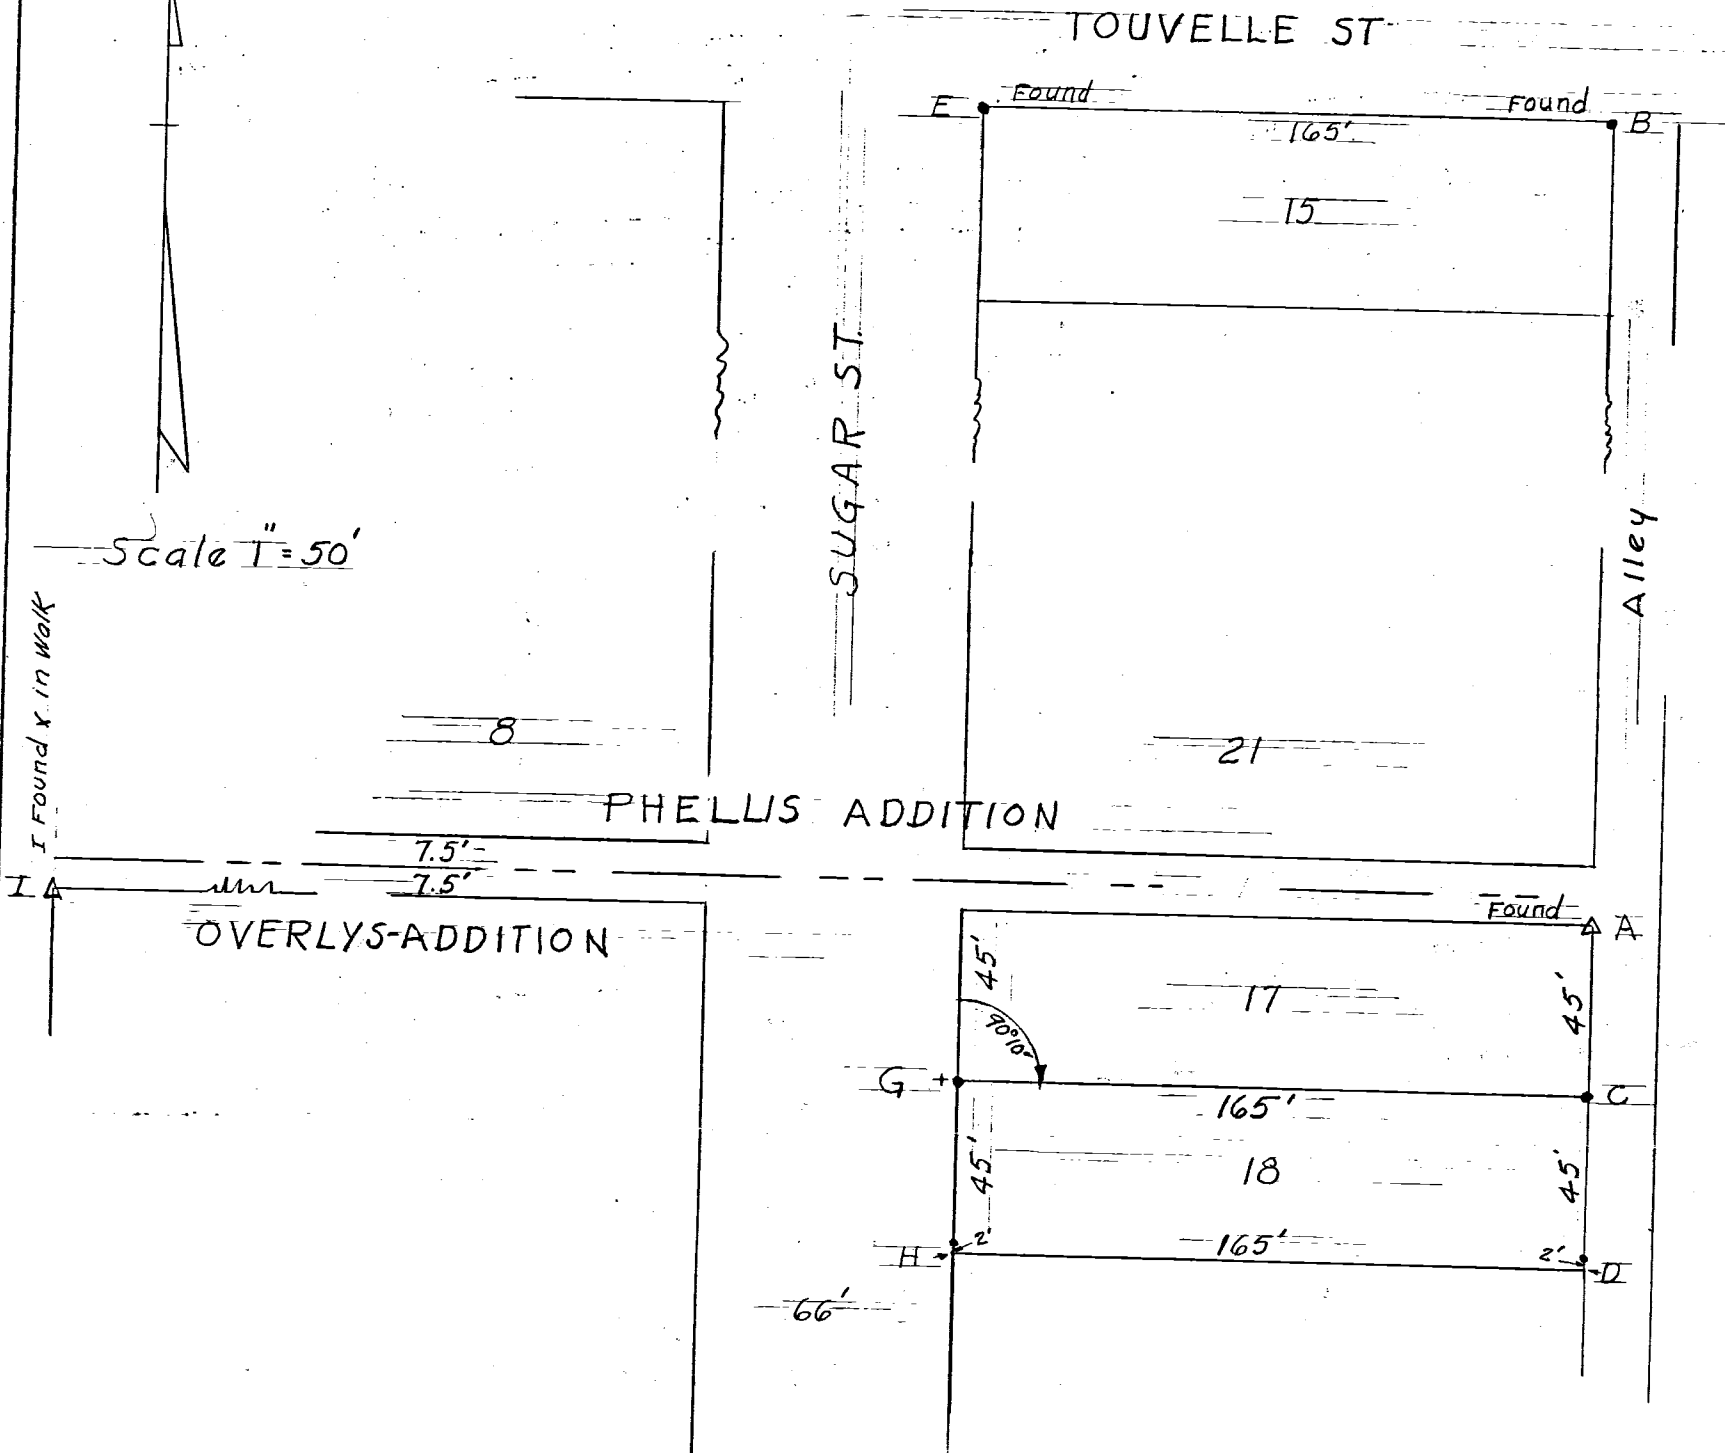 TOUVELLE ST
E Found Found B
165'
15
SUGAR ST.
Alley
Scale 1" = 50'
I Found x in Walk
8
21
PHELLIS ADDITION
7.5'
7.5'
I
Found A
OVERLYS-ADDITION
45'
17
45'
90°10'
G +
C
165'
45'
18
45'
H
2'
165'
2'
D
66'